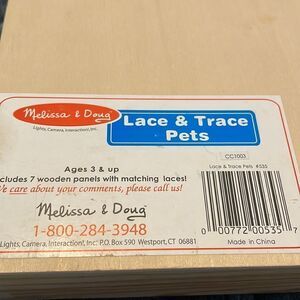 Melissa & Doug
Lights, Camera, Interaction!, Inc.
Lace & Trace
Pets
CC1003
Ages 3 & up
Lace & Trace Pets #535
cludes 7 wooden panels with matching laces!
We care about your comments, please call us!
Melissa & Doug
1-800-284-3948
Lights, Camera, Interaction!, Inc. P.O. Box 590 Westport, CT 06881
0 00772 00535 7
Made in China